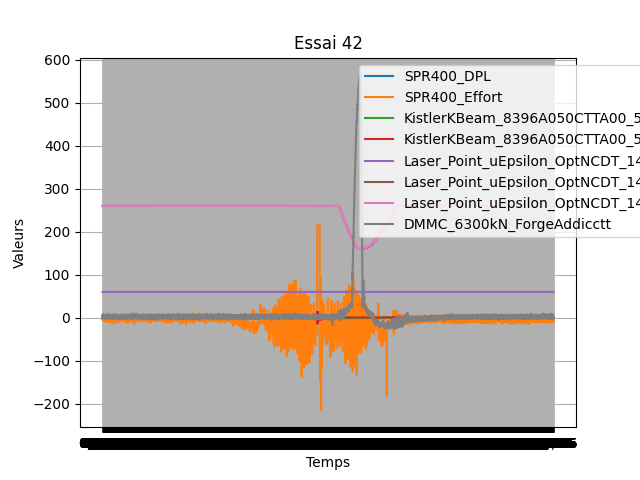 Essai 42
600
500
400
300
200
100
0
−100
−200
Valeurs
SPR400_DPL
SPR400_Effort
KistlerKBeam_8396A050CTTA00_5
KistlerKBeam_8396A050CTTA00_5
Laser_Point_uEpsilon_OptNCDT_14
Laser_Point_uEpsilon_OptNCDT_14
Laser_Point_uEpsilon_OptNCDT_14
DMMC_6300kN_ForgeAddicctt
Temps